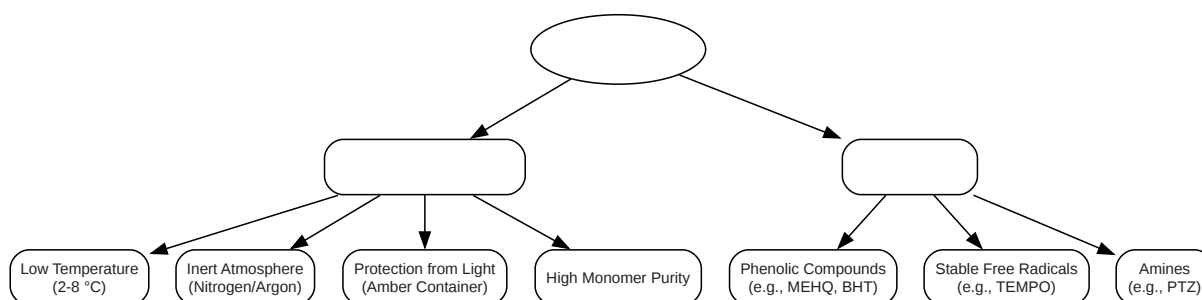 Low Temperature
(2-8 °C)
Inert Atmosphere
(Nitrogen/Argon)
Protection from Light
(Amber Container)
High Monomer Purity
Phenolic Compounds
(e.g., MEHQ, BHT)
Stable Free Radicals
(e.g., TEMPO)
Amines
(e.g., PTZ)